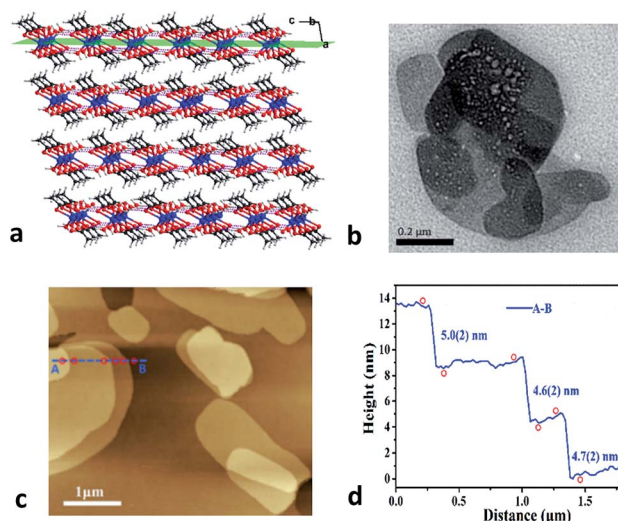 c b a
a
b
0.2 µm
A B
1µm
c
14
12
10
8
6
4
2
0
Height (nm)
A-B
5.0(2) nm
4.6(2) nm
4.7(2) nm
0.0 0.5 1.0 1.5
Distance (µm)
d